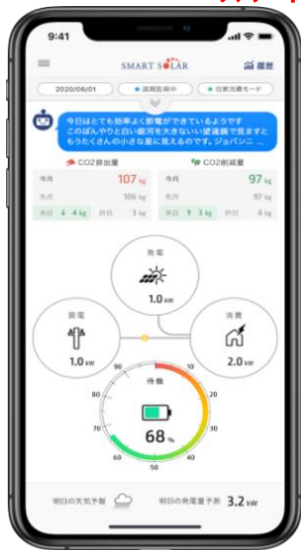 9:41
SMART SOLAR
履歴
2020/06/01
遠隔監視中
自家消費モード
今日はとても効率よく節電ができているようです
このぼんやりと白い銀河を大きないい望遠鏡で見ますと
もうたくさんの小さな星に見えるのです。ジョバンニ ...
CO2排出量
CO2削減量
今月 107 kg
今月 97 kg
先月 106 kg
先月 97 kg
本日 4 kg 昨日 3 kg
本日 3 kg 昨日 4 kg
発電
1.0 kW
買電
1.0 kW
消費
2.0 kW
待機
68 %
90
10
80
20
70
30
60
40
50
明日の天気予報
明日の発電量予測 3.2 kW